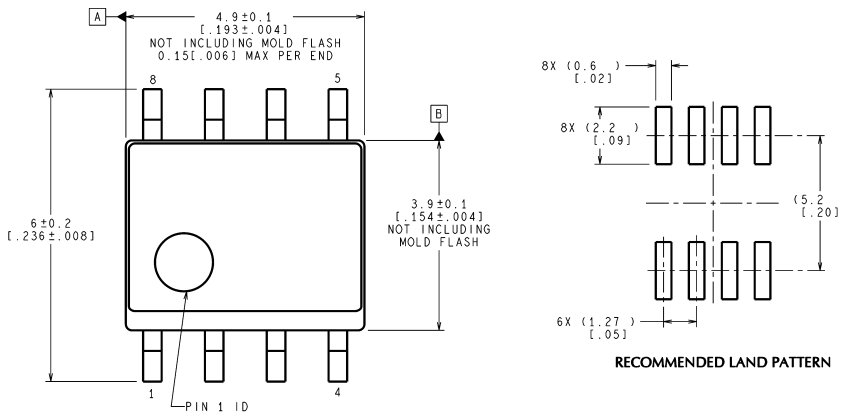 A
4.9±0.1
[.193±.004]
NOT INCLUDING MOLD FLASH
0.15[.006] MAX PER END
8
5
B
6±0.2
[.236±.008]
3.9±0.1
[.154±.004]
NOT INCLUDING
MOLD FLASH
1
4
PIN 1 ID
8X (0.6 )
[.02]
8X (2.2 )
[.09]
(5.2
[.20]
6X (1.27 )
[.05]
RECOMMENDED LAND PATTERN